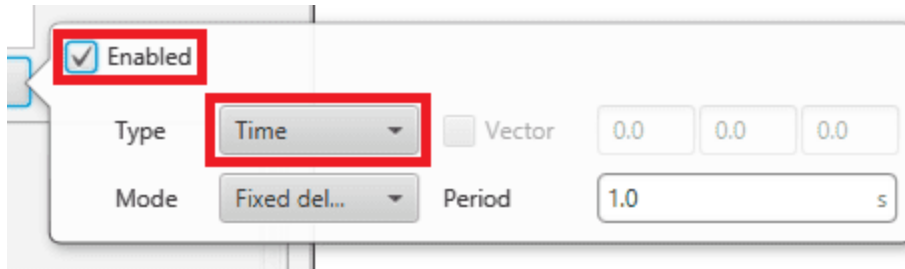 Enabled
Type Time Vector 0.0 0.0 0.0
Mode Fixed del... Period 1.0 s